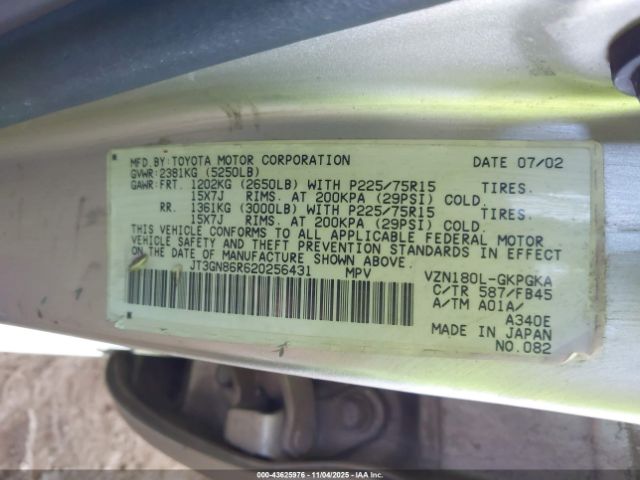 MFD.BY:TOYOTA MOTOR CORPORATION DATE 07/02
GVWR:2381KG (5250LB)
GAWR:FRT. 1202KG (2650LB) WITH P225/75R15 TIRES.
15X7J RIMS. AT 200KPA (29PSI) COLD.
RR. 1361KG (3000LB) WITH P225/75R15 TIRES.
15X7J RIMS. AT 200KPA (29PSI) COLD.
THIS VEHICLE CONFORMS TO ALL APPLICABLE FEDERAL MOTOR
VEHICLE SAFETY AND THEFT PREVENTION STANDARDS IN EFFECT
ON THE DATE OF MANUFACTURE SHOWN ABOVE.
JT3GN86R620256431 MPV VZN180L-GKPGKA
C/TR 587/FB45
A/TM A01A/
A340E
MADE IN JAPAN
NO.082
000-43625976 - 11/04/2025 - IAA Inc.